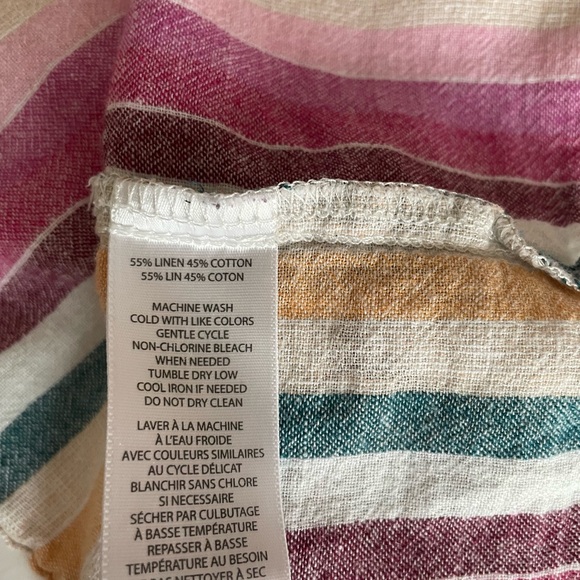 55% LINEN 45% COTTON
55% LIN 45% COTON
MACHINE WASH
COLD WITH LIKE COLORS
GENTLE CYCLE
NON-CHLORINE BLEACH
WHEN NEEDED
TUMBLE DRY LOW
COOL IRON IF NEEDED
DO NOT DRY CLEAN
LAVER À LA MACHINE
À L'EAU FROIDE
AVEC COULEURS SIMILAIRES
AU CYCLE DÉLICAT
BLANCHIR SANS CHLORE
SI NECESSAIRE
SÉCHER PAR CULBUTAGE
À BASSE TEMPÉRATURE
REPASSER À BASSE
TEMPÉRATURE AU BESOIN
PAS NETTOYER À SEC